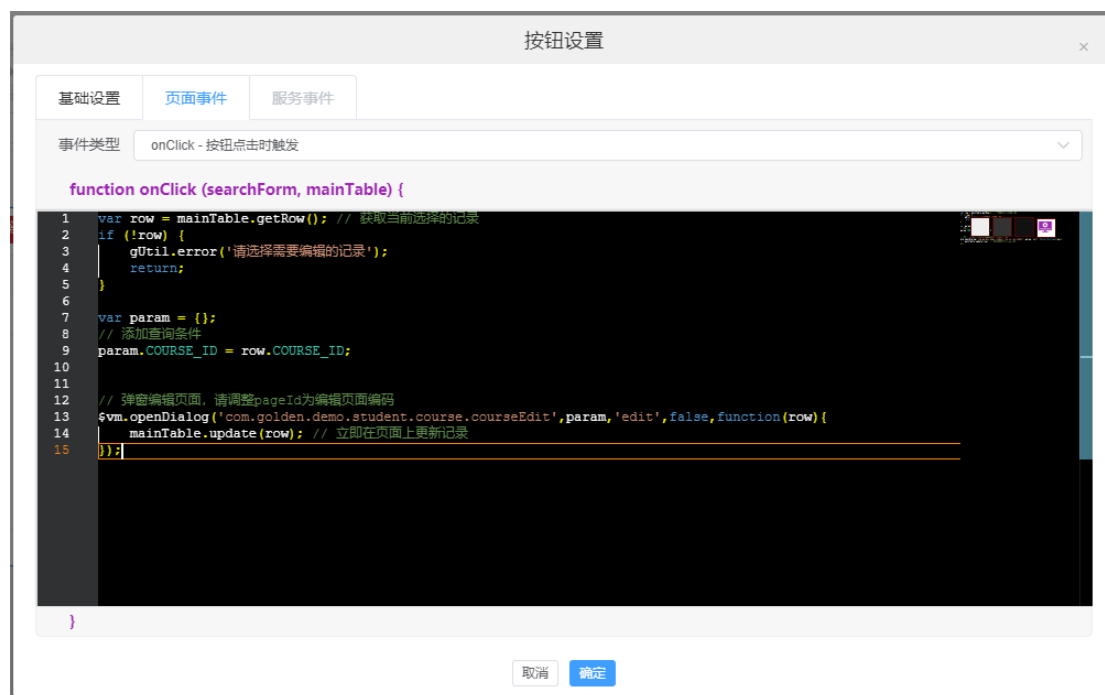 按钮设置
×
基础设置 页面事件 服务事件
事件类型 onClick - 按钮点击时触发
function onClick (searchForm, mainTable) {
1 var row = mainTable.getRow(); // 获取当前选择的记录
2 if (!row) {
3 gUtil.error('请选择需要编辑的记录');
4 return;
5 }
6
7 var param = {};
8 // 添加查询条件
9 param.COURSE_ID = row.COURSE_ID;
10
11
12 // 弹窗编辑页面，请调整pageId为编辑页面编码
13 $vm.openDialog('com.golden.demo.student.course.courseEdit',param,'edit',false,function(row){
14 mainTable.update(row); // 立即在页面上更新记录
15 });
}
取消 确定